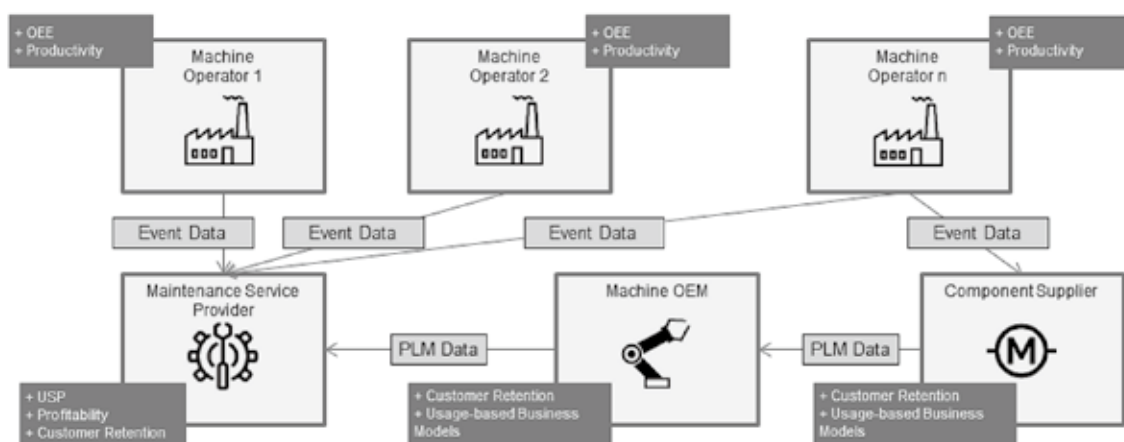 + OEE
+ Productivity
Machine
Operator 1
Machine
Operator 2
+ OEE
+ Productivity
Machine
Operator n
+ OEE
+ Productivity
Event Data
Event Data
Event Data
Event Data
Maintenance Service
Provider
Machine OEM
Component Supplier
M
PLM Data
PLM Data
+ USP
+ Profitability
+ Customer Retention
+ Customer Retention
+ Usage-based Business
Models
+ Customer Retention
+ Usage-based Business
Models